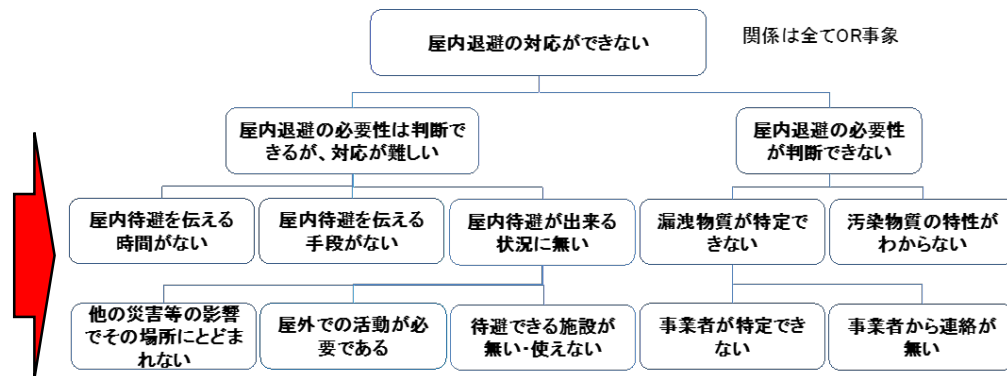 屋内退避の対応ができない
関係は全てOR事象
屋内退避の必要性は判断で
きるが、対応が難しい
屋内退避の必要性
が判断できない
屋内待避を伝える
時間がない
屋内待避を伝える
手段がない
屋内待避が出来る
状況に無い
漏洩物質が特定で
きない
汚染物質の特性が
わからない
他の災害等の影響
でその場所にとどま
れない
屋外での活動が必
要である
待避できる施設が
無い・使えない
事業者が特定でき
ない
事業者から連絡が
無い